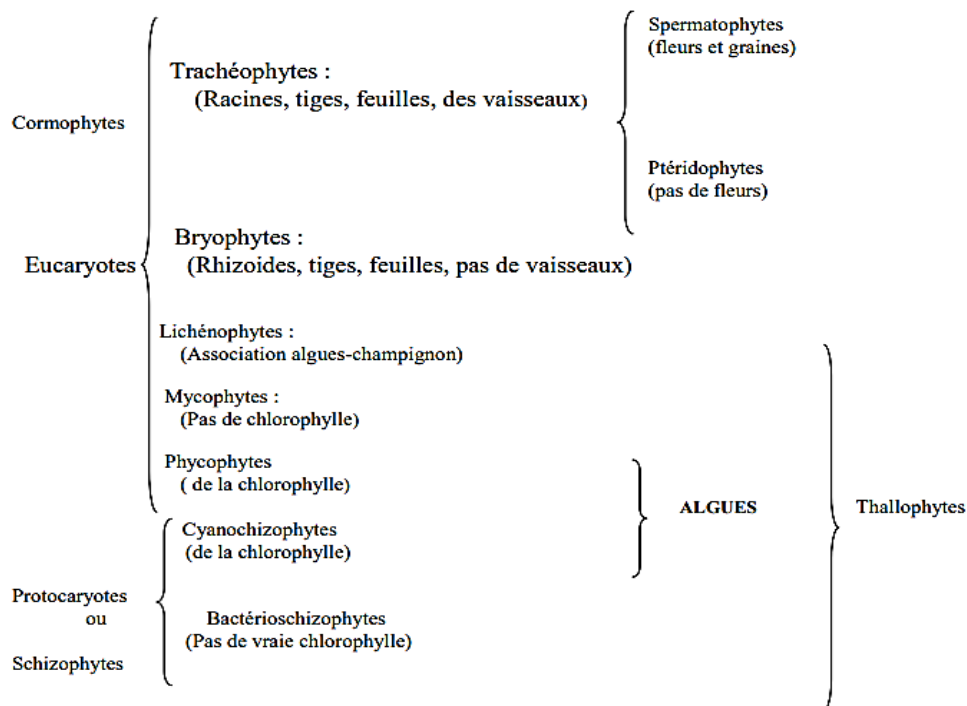 Spermatophytes
(fleurs et graines)
Trachéophytes :
(Racines, tiges, feuilles, des vaisseaux)
Cormophytes
Ptéridophytes
(pas de fleurs)
Bryophytes :
(Rhizoides, tiges, feuilles, pas de vaisseaux)
Eucaryotes
Lichénophytes :
(Association algues-champignon)
Mycophytes :
(Pas de chlorophylle)
Phycophytes
( de la chlorophylle)
ALGUES
Thallophytes
Cyanochizophytes
(de la chlorophylle)
Protocaryotes
ou
Schizophytes
Bactérioschizophytes
(Pas de vraie chlorophylle)